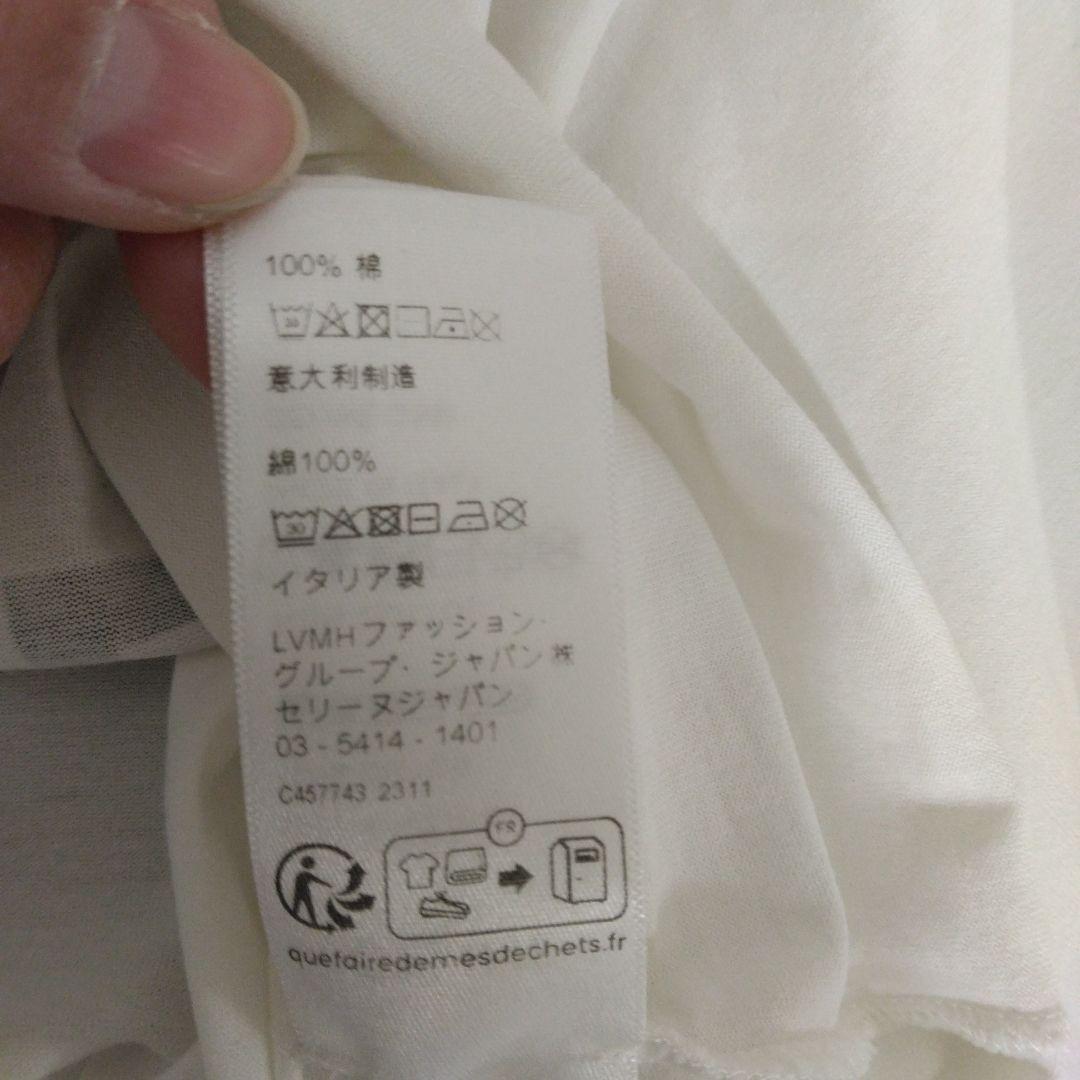 100% 棉
30
意大利制造
綿100%
30
イタリア製
LVMHファッション・
グループ・ジャパン㈱
セリーヌジャパン
03 - 5414 - 1401
C457743 2311
FR
quefairedemesdechets.fr